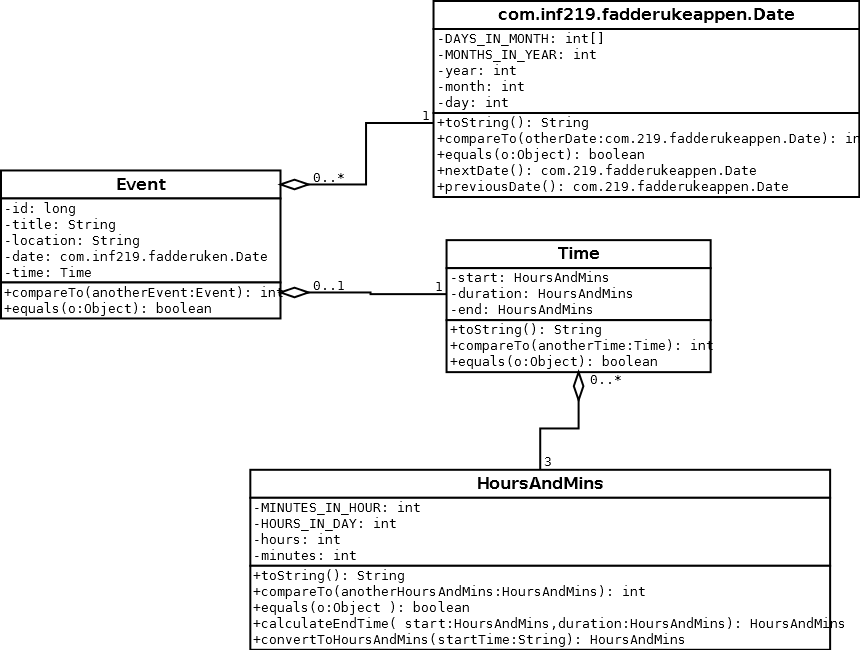 com.inf219.fadderukeappen.Date
-DAYS_IN_MONTH: int[]
-MONTHS_IN_YEAR: int
-year: int
-month: int
-day: int
+toString(): String
+compareTo(otherDate:com.219.fadderukeappen.Date): in
+equals(o:Object): boolean
+nextDate(): com.219.fadderukeappen.Date
+previousDate(): com.219.fadderukeappen.Date
1
0..*
Event
-id: long
-title: String
-location: String
-date: com.inf219.fadderuken.Date
-time: Time
+compareTo(anotherEvent:Event): int
+equals(o:Object): boolean
0..1
1
Time
-start: HoursAndMins
-duration: HoursAndMins
-end: HoursAndMins
+toString(): String
+compareTo(anotherTime:Time): int
+equals(o:Object): boolean
0..*
3
HoursAndMins
-MINUTES_IN_HOUR: int
-HOURS_IN_DAY: int
-hours: int
-minutes: int
+toString(): String
+compareTo(anotherHoursAndMins:HoursAndMins): int
+equals(o:Object ): boolean
+calculateEndTime( start:HoursAndMins,duration:HoursAndMins): HoursAndMins
+convertToHoursAndMins(startTime:String): HoursAndMins